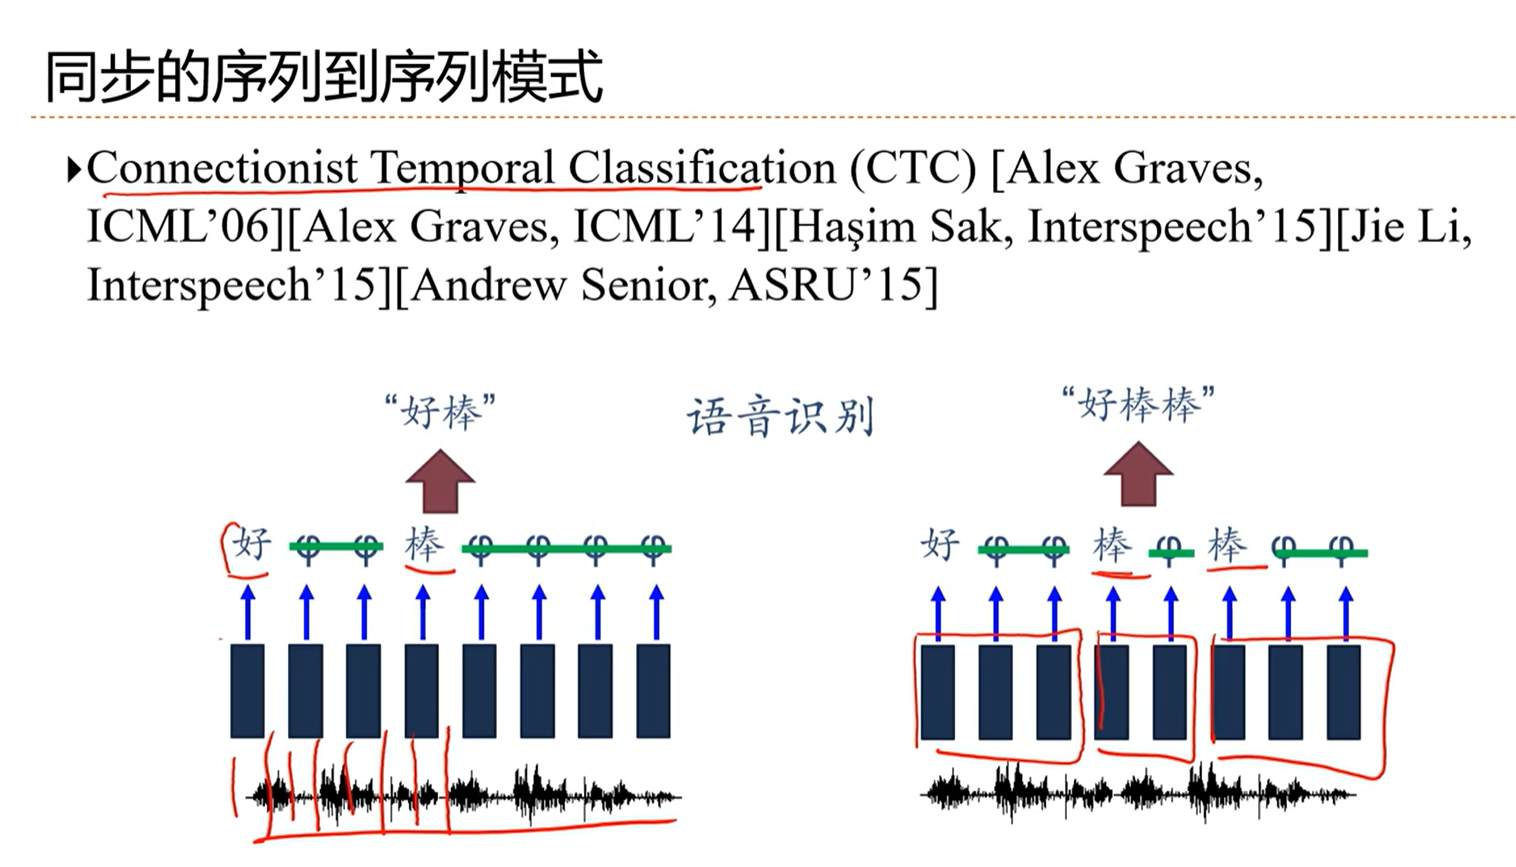 同步的序列到序列模式
Connectionist Temporal Classification (CTC) [Alex Graves,
ICML’06][Alex Graves, ICML’14][Haşim Sak, Interspeech’15][Jie Li,
Interspeech’15][Andrew Senior, ASRU’15]
“好棒” 语音识别 “好棒棒”
好 φ φ 棒 φ φ φ φ 好 φ φ 棒 φ 棒 φ φ